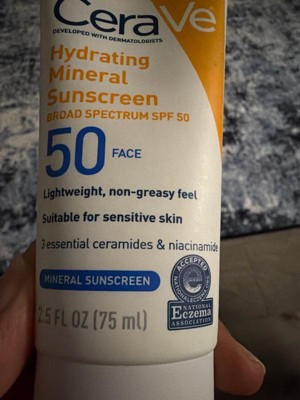 CeraVe
DEVELOPED WITH DERMATOLOGISTS
Hydrating
Mineral
Sunscreen
BROAD SPECTRUM SPF 50
50 FACE
Lightweight, non-greasy feel
Suitable for sensitive skin
3 essential ceramides & niacinamide
MINERAL SUNSCREEN
2.5 FL OZ (75 ml)
ACCEPTED
NATIONAL
Eczema
ASSOCIATION